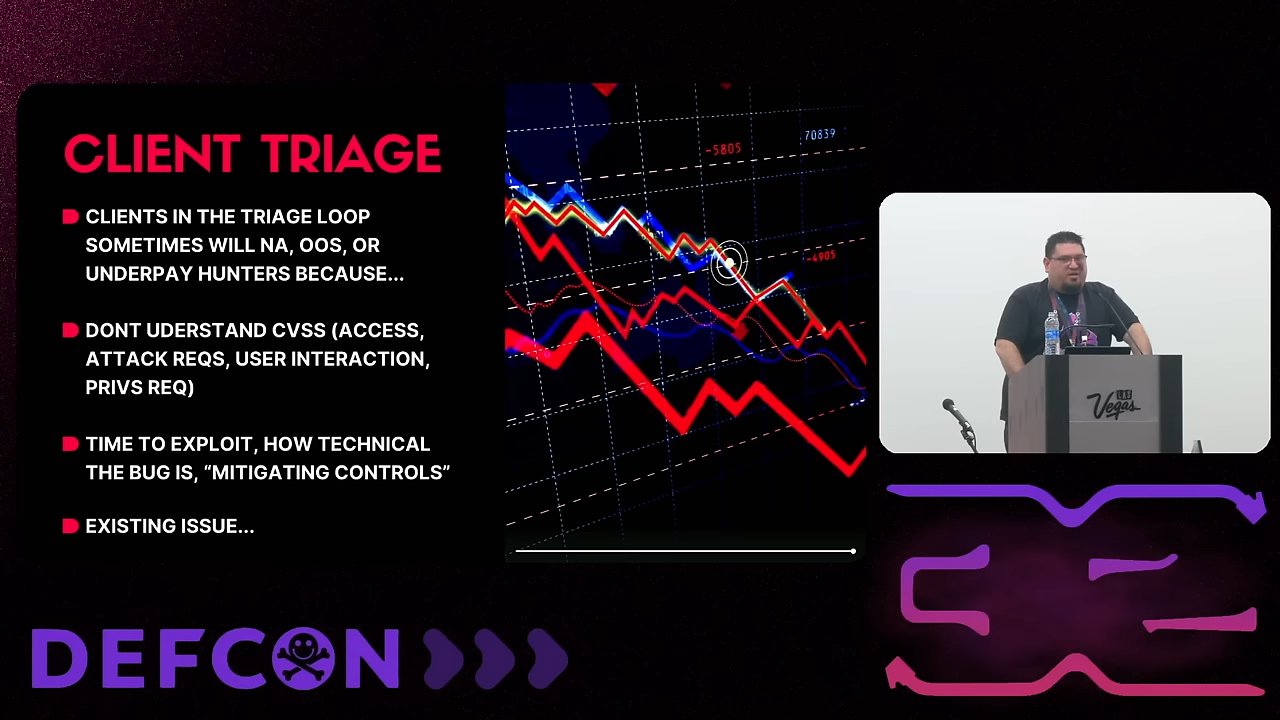 CLIENT TRIAGE
CLIENTS IN THE TRIAGE LOOP
SOMETIMES WILL NA, OOS, OR
UNDERPAY HUNTERS BECAUSE...
DONT UDERSTAND CVSS (ACCESS,
ATTACK REQS, USER INTERACTION,
PRIVS REQ)
TIME TO EXPLOIT, HOW TECHNICAL
THE BUG IS, “MITIGATING CONTROLS”
EXISTING ISSUE...
-5805
70839
-4905
LAS
Vegas
DEFCON